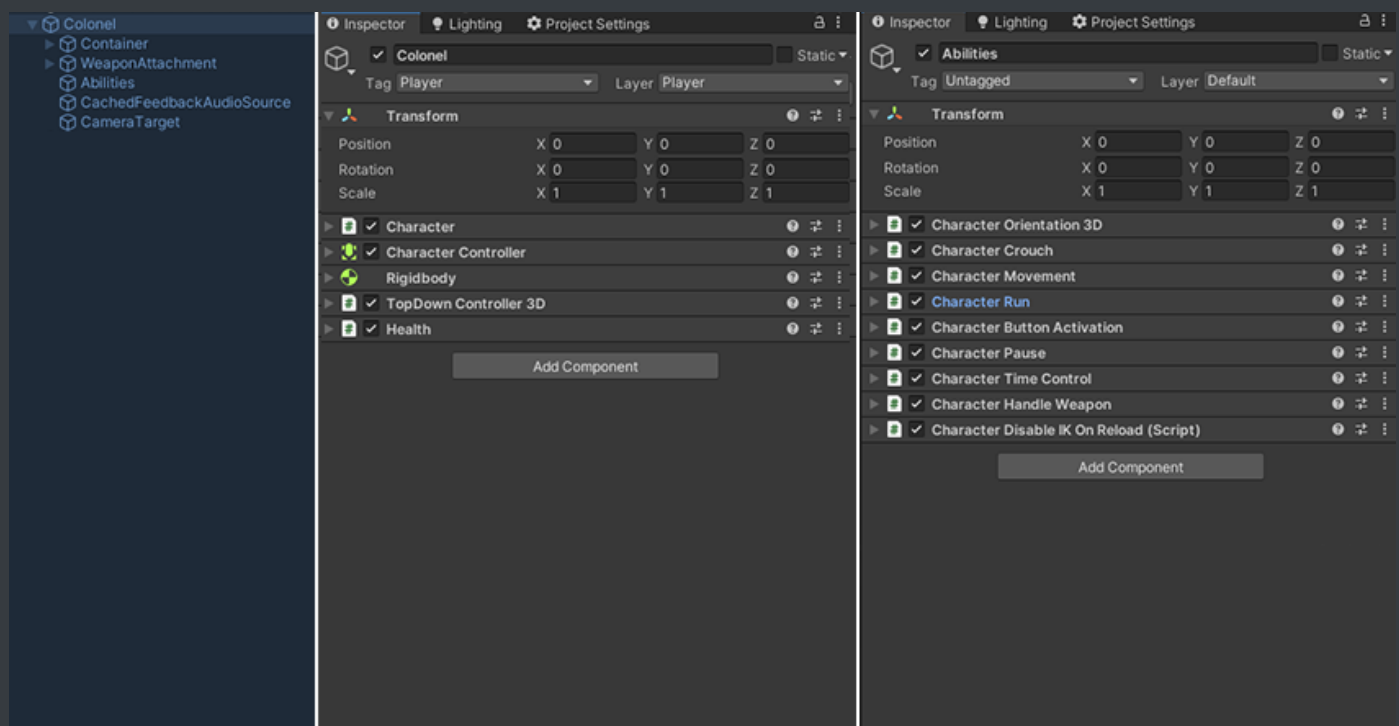 Colonel
Container
WeaponAttachment
Abilities
CachedFeedbackAudioSource
CameraTarget
Inspector Lighting Project Settings
Colonel Static
Tag Player Layer Player
Transform
Position X 0 Y 0 Z 0
Rotation X 0 Y 0 Z 0
Scale X 1 Y 1 Z 1
Character
Character Controller
Rigidbody
TopDown Controller 3D
Health
Add Component
Inspector Lighting Project Settings
Abilities Static
Tag Untagged Layer Default
Transform
Position X 0 Y 0 Z 0
Rotation X 0 Y 0 Z 0
Scale X 1 Y 1 Z 1
Character Orientation 3D
Character Crouch
Character Movement
Character Run
Character Button Activation
Character Pause
Character Time Control
Character Handle Weapon
Character Disable IK On Reload (Script)
Add Component